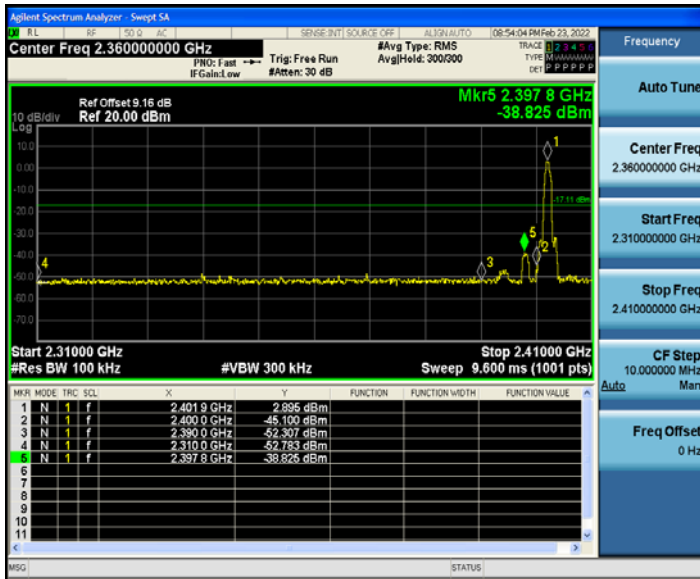 Agilent Spectrum Analyzer - Swept SA
RL RF 50 Ω AC SENSE:INT SOURCE OFF ALIGN AUTO 08:54:04 PM Feb 23, 2022
Center Freq 2.360000000 GHz
PNO: Fast
IFGain:Low
Trig: Free Run
#Atten: 30 dB
#Avg Type: RMS
Avg|Hold: 300/300
TRACE 1 2 3 4 5 6
TYPE M
DET P P P P P P
Frequency
Auto Tune
Center Freq
2.360000000 GHz
Start Freq
2.310000000 GHz
Stop Freq
2.410000000 GHz
CF Step
10.000000 MHz
Auto Man
Freq Offset
0 Hz
Mkr5 2.397 8 GHz
-38.825 dBm
Ref Offset 9.16 dB
10 dB/div Ref 20.00 dBm
Log
10.0
0.00
-10.0
-20.0
-30.0
-40.0
-50.0
-60.0
-70.0
-17.11 dBm
1
5
2
3
4
Start 2.31000 GHz Stop 2.41000 GHz
#Res BW 100 kHz #VBW 300 kHz Sweep 9.600 ms (1001 pts)
MKR MODE TRC SCL X Y FUNCTION FUNCTION WIDTH FUNCTION VALUE
1 N 1 f 2.401 9 GHz 2.895 dBm
2 N 1 f 2.400 0 GHz -45.100 dBm
3 N 1 f 2.390 0 GHz -52.307 dBm
4 N 1 f 2.310 0 GHz -52.783 dBm
5 N 1 f 2.397 8 GHz -38.825 dBm
6
7
8
9
10
11
MSG STATUS